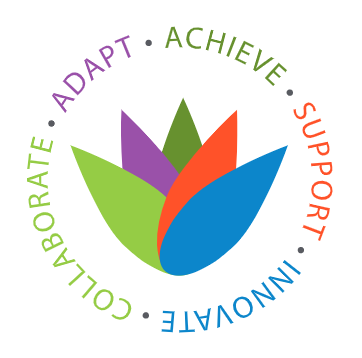 ADAPT • ACHIEVE • SUPPORT • INNOVATE • COLLABORATE •